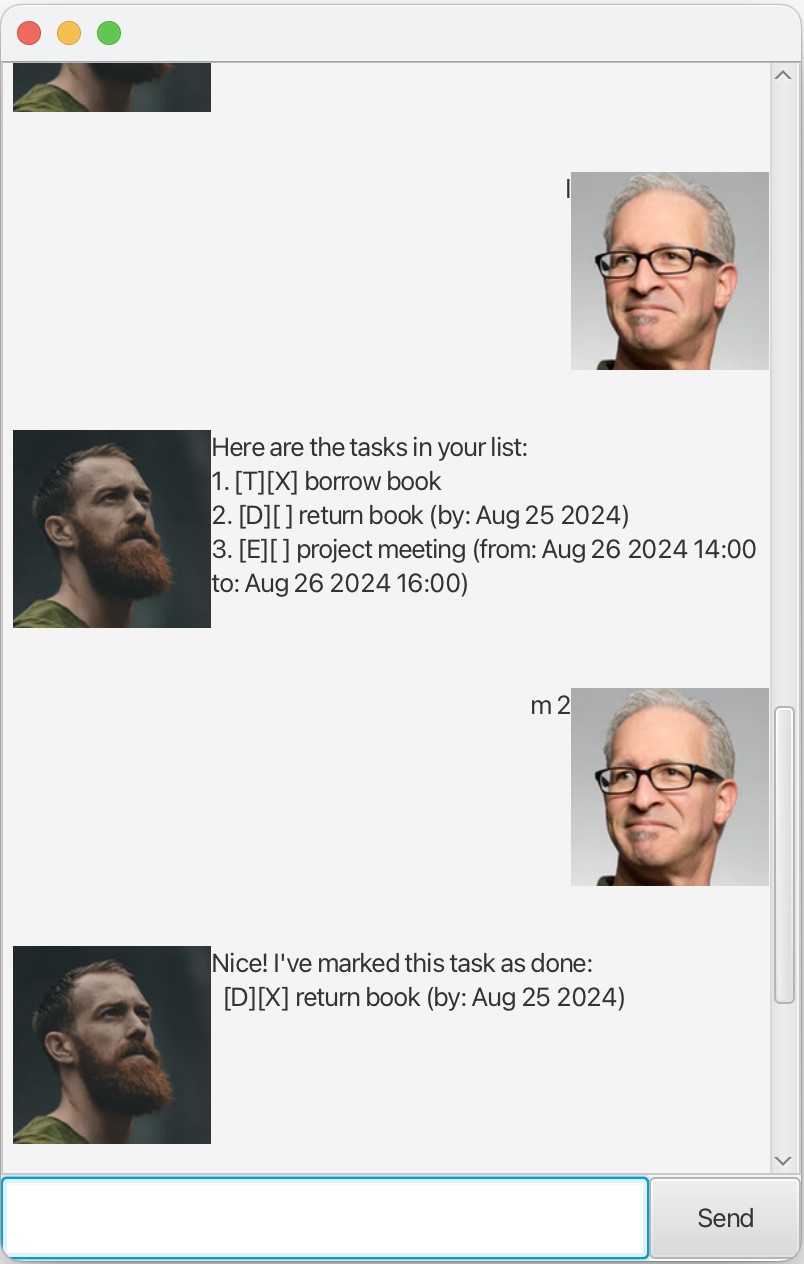 l
Here are the tasks in your list:
1. [T][X] borrow book
2. [D][ ] return book (by: Aug 25 2024)
3. [E][ ] project meeting (from: Aug 26 2024 14:00
to: Aug 26 2024 16:00)
m 2
Nice! I've marked this task as done:
[D][X] return book (by: Aug 25 2024)
Send